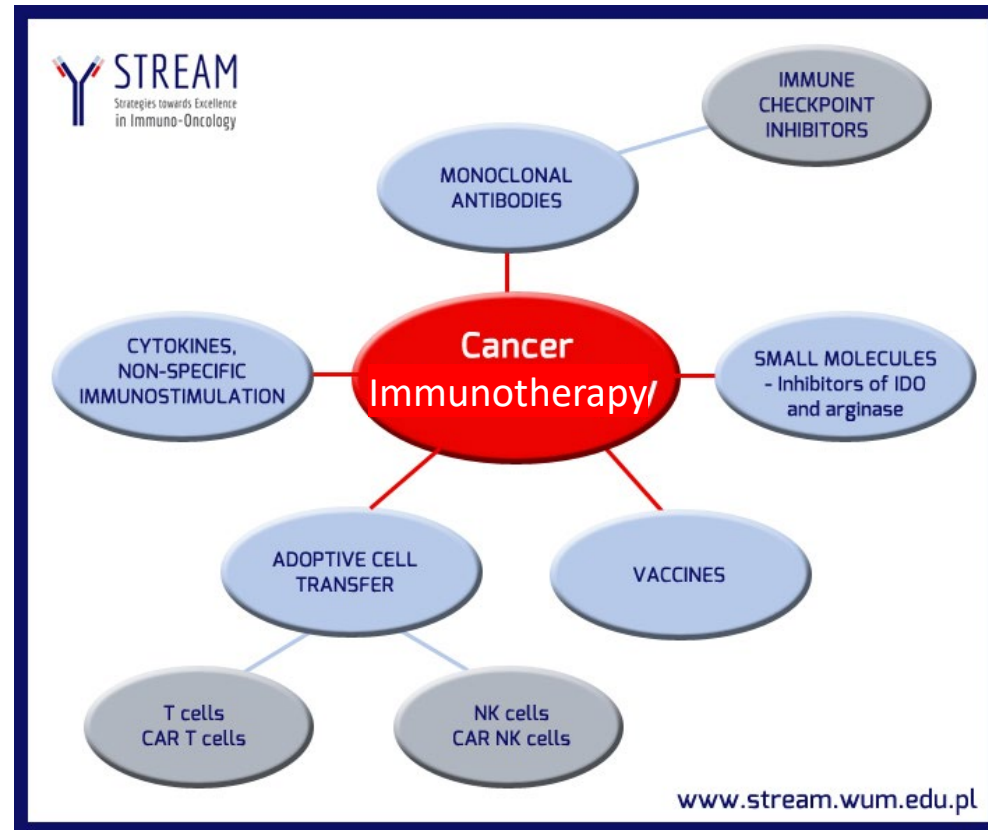 STREAM
Strategies towards Excellence
in Immuno-Oncology
IMMUNE
CHECKPOINT
INHIBITORS
MONOCLONAL
ANTIBODIES
CYTOKINES,
NON-SPECIFIC
IMMUNOSTIMULATION
Cancer
Immunotherapy/
SMALL MOLECULES
- Inhibitors of IDO
and arginase
ADOPTIVE CELL
TRANSFER
VACCINES
T cells
CAR T cells
NK cells
CAR NK cells
www.stream.wum.edu.pl